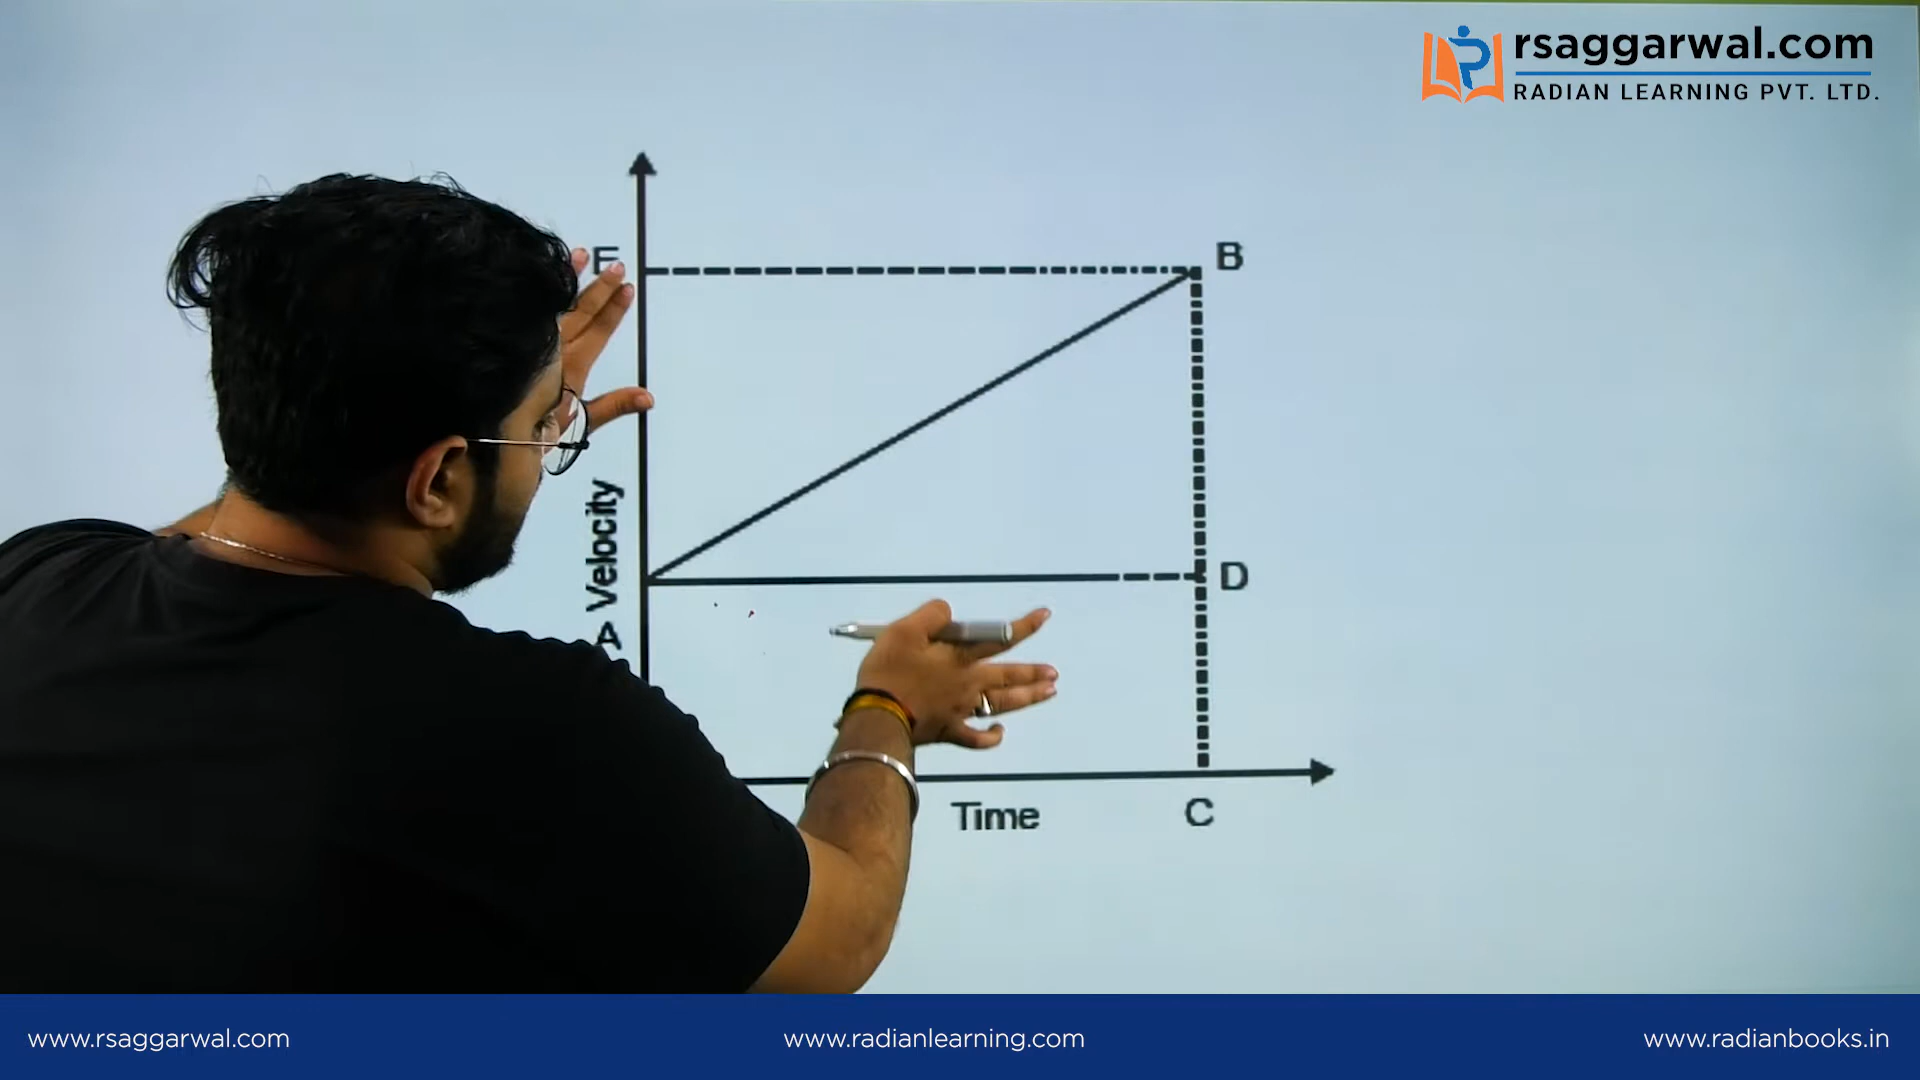 rsaggarwal.com
RADIAN LEARNING PVT. LTD.
B
Velocity
D
A
Time
C
www.rsaggarwal.com
www.radianlearning.com
www.radianbooks.in